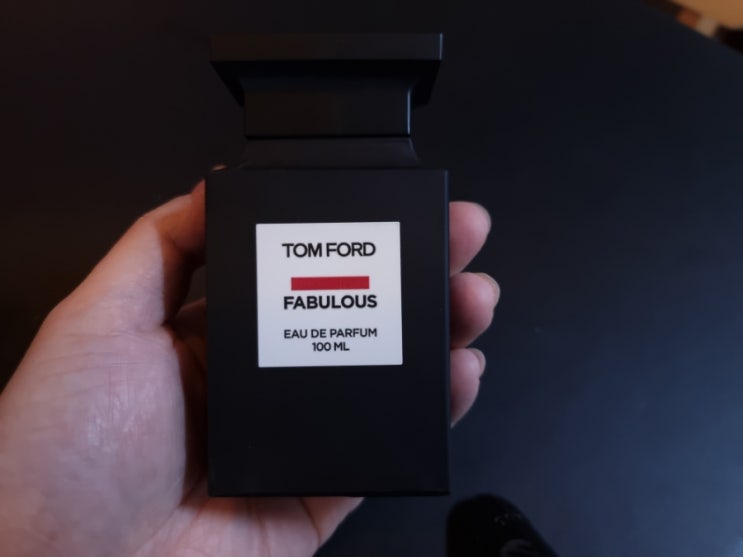 TOM FORD
FABULOUS
EAU DE PARFUM
100 ML